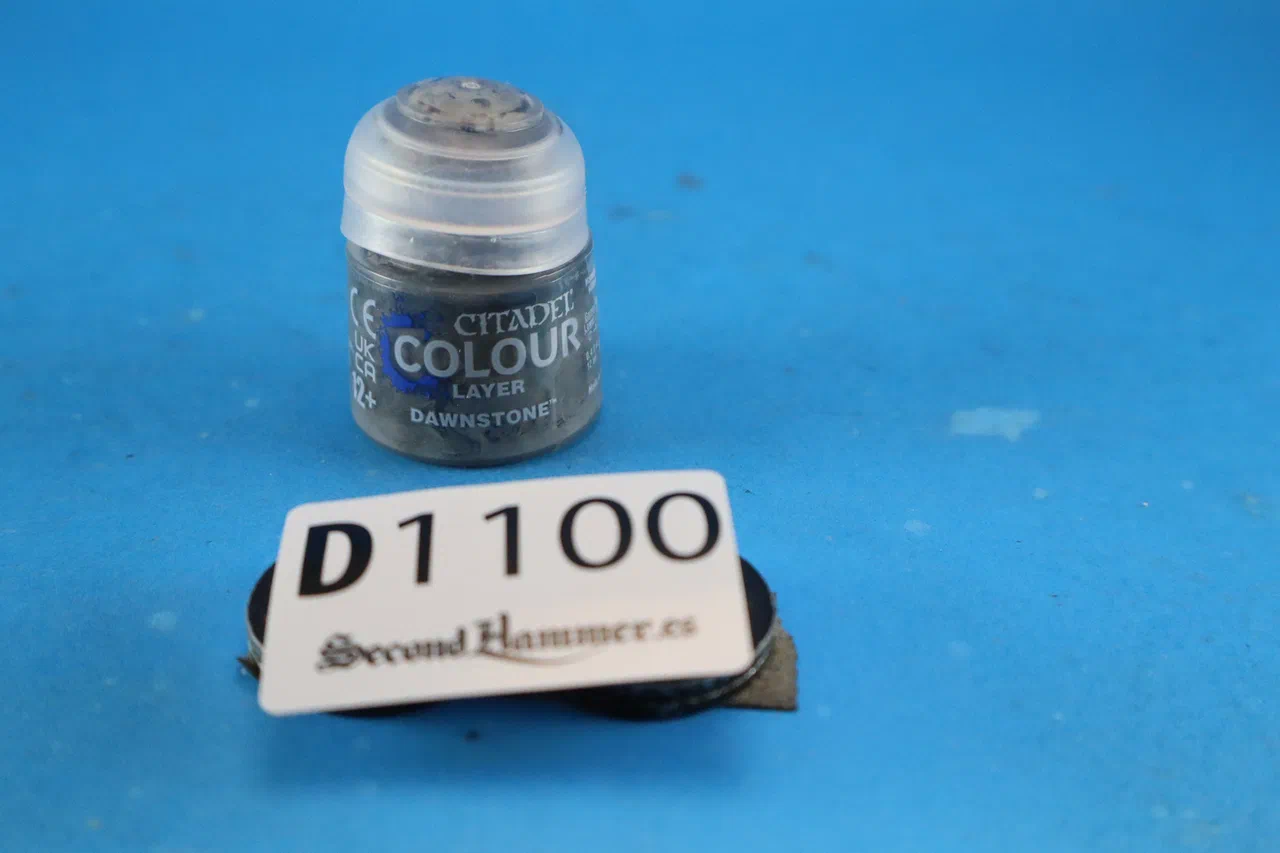 CE
UK
CA
12+
CITADEL
COLOUR
LAYER
DAWNSTONE™
D1100
SecondHammer.es